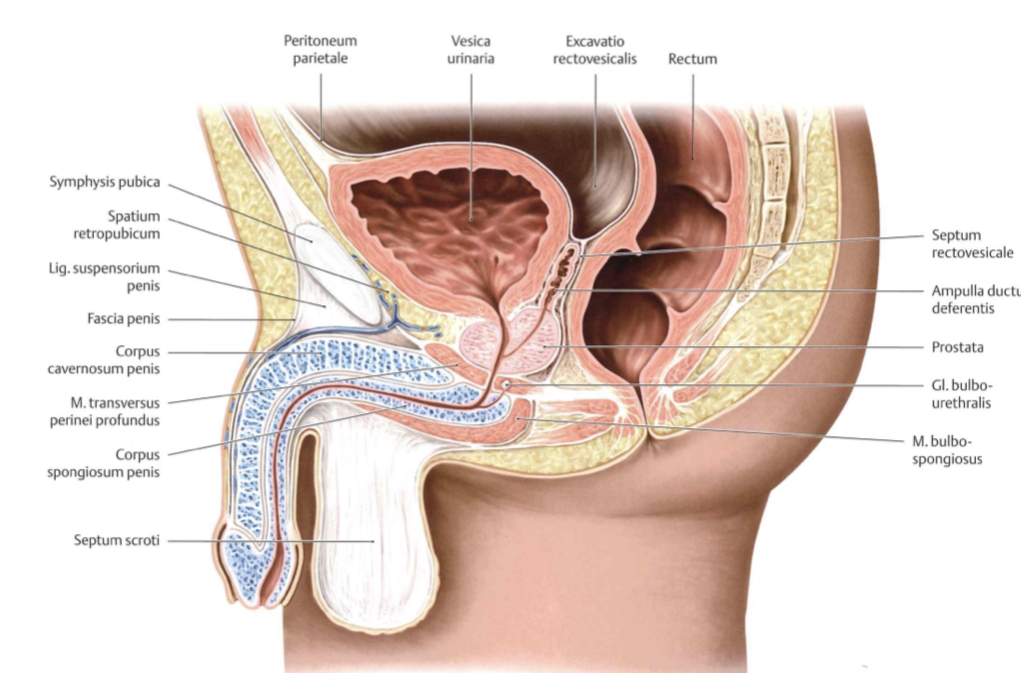 Peritoneum
parietale
Vesica
urinaria
Excavatio
rectovesicalis
Rectum
Symphysis pubica
Spatium
retropubicum
Lig. suspensorium
penis
Fascia penis
Corpus
cavernosum penis
M. transversus
perinei profundus
Corpus
spongiosum penis
Septum scroti
Septum
rectovesicale
Ampulla ductu
deferentis
Prostata
Gl. bulbo-
urethralis
M. bulbo-
spongiosus